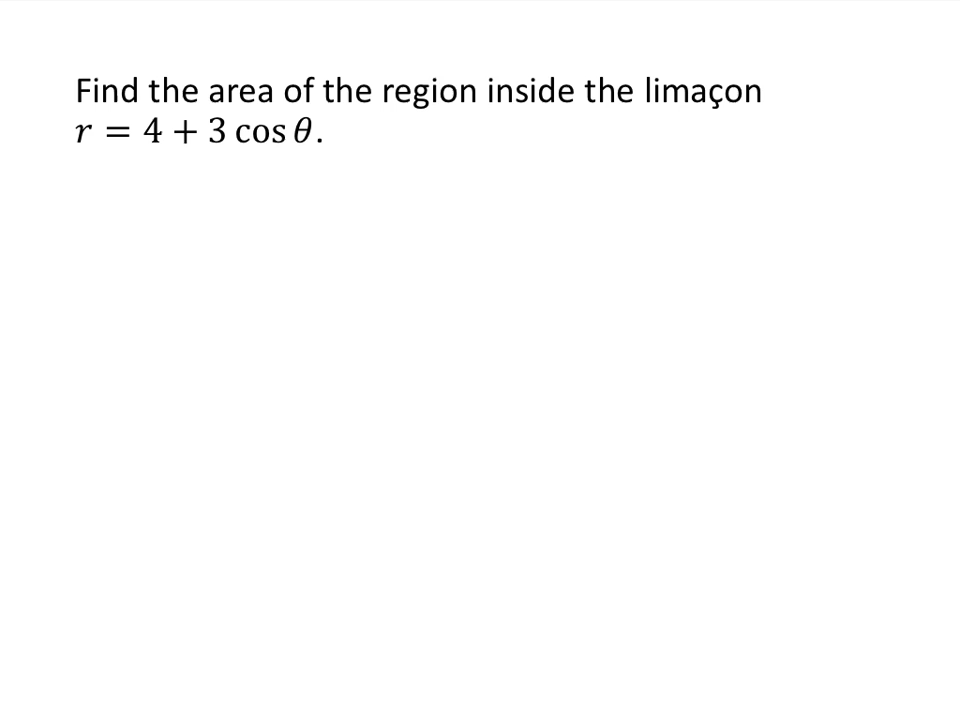 Find the area of the region inside the limaçon
r = 4 + 3 cos θ.